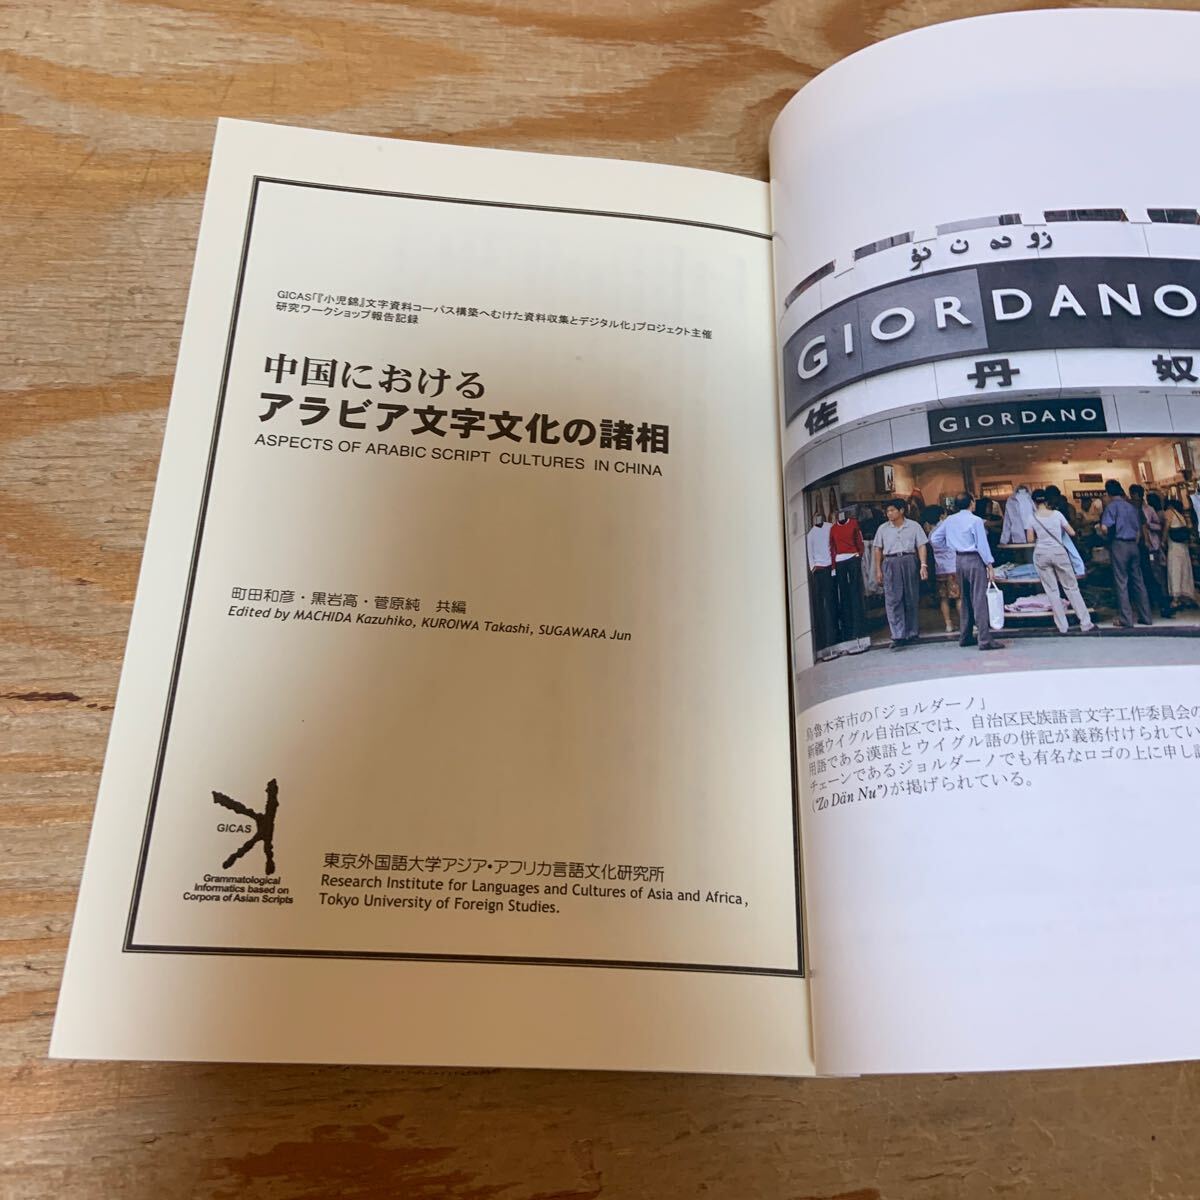 GICAS「『小児錦』文字資料コーパス構築へむけた資料収集とデジタル化」プロジェクト主催
研究ワークショップ報告記録
中国における
アラビア文字文化の諸相
ASPECTS OF ARABIC SCRIPT CULTURES IN CHINA
町田和彦・黒岩高・菅原純 共編
Edited by MACHIDA Kazuhiko, KUROIWA Takashi, SUGAWARA Jun
GICAS
Grammatological
Informatics based on
Corpora of Asian Scripts
東京外国語大学アジア・アフリカ言語文化研究所
Research Institute for Languages and Cultures of Asia and Africa,
Tokyo University of Foreign Studies.
زو دەن نۇ
GIORDANO
佐丹奴
GIORDANO
GIORDANO
烏魯木斉市の「ジョルダーノ」
新疆ウイグル自治区では、自治区民族語言文字工作委員会の
用語である漢語とウイグル語の併記が義務付けられてい
チェーンであるジョルダーノでも有名なロゴの上に申し
("Zo Dän Nu")が掲げられている。